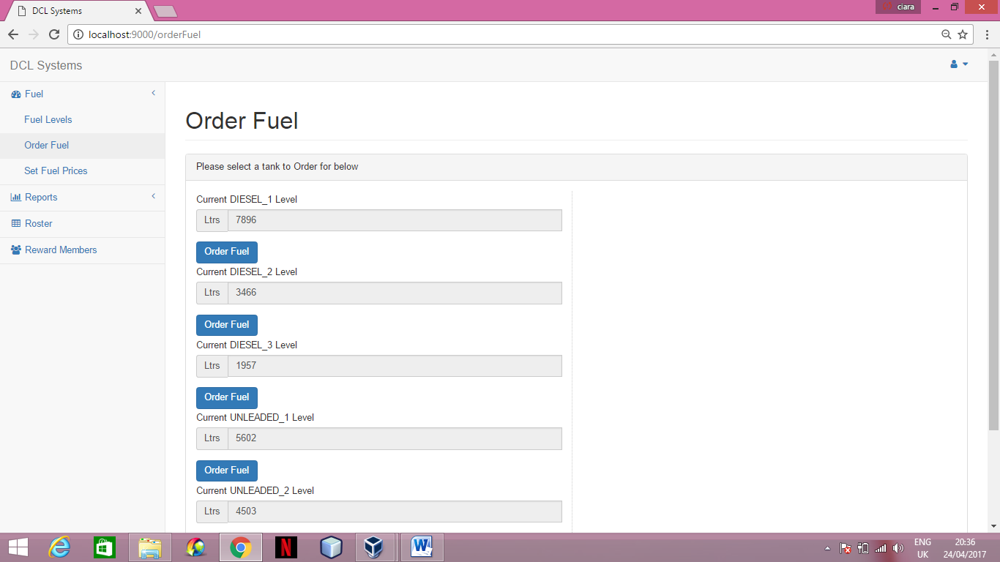 DCL Systems
ciara
localhost:9000/orderFuel
DCL Systems
Fuel
Fuel Levels
Order Fuel
Set Fuel Prices
Reports
Roster
Reward Members
Order Fuel
Please select a tank to Order for below
Current DIESEL_1 Level
Ltrs 7896
Order Fuel
Current DIESEL_2 Level
Ltrs 3466
Order Fuel
Current DIESEL_3 Level
Ltrs 1957
Order Fuel
Current UNLEADED_1 Level
Ltrs 5602
Order Fuel
Current UNLEADED_2 Level
Ltrs 4503
ENG 20:36
UK 24/04/2017